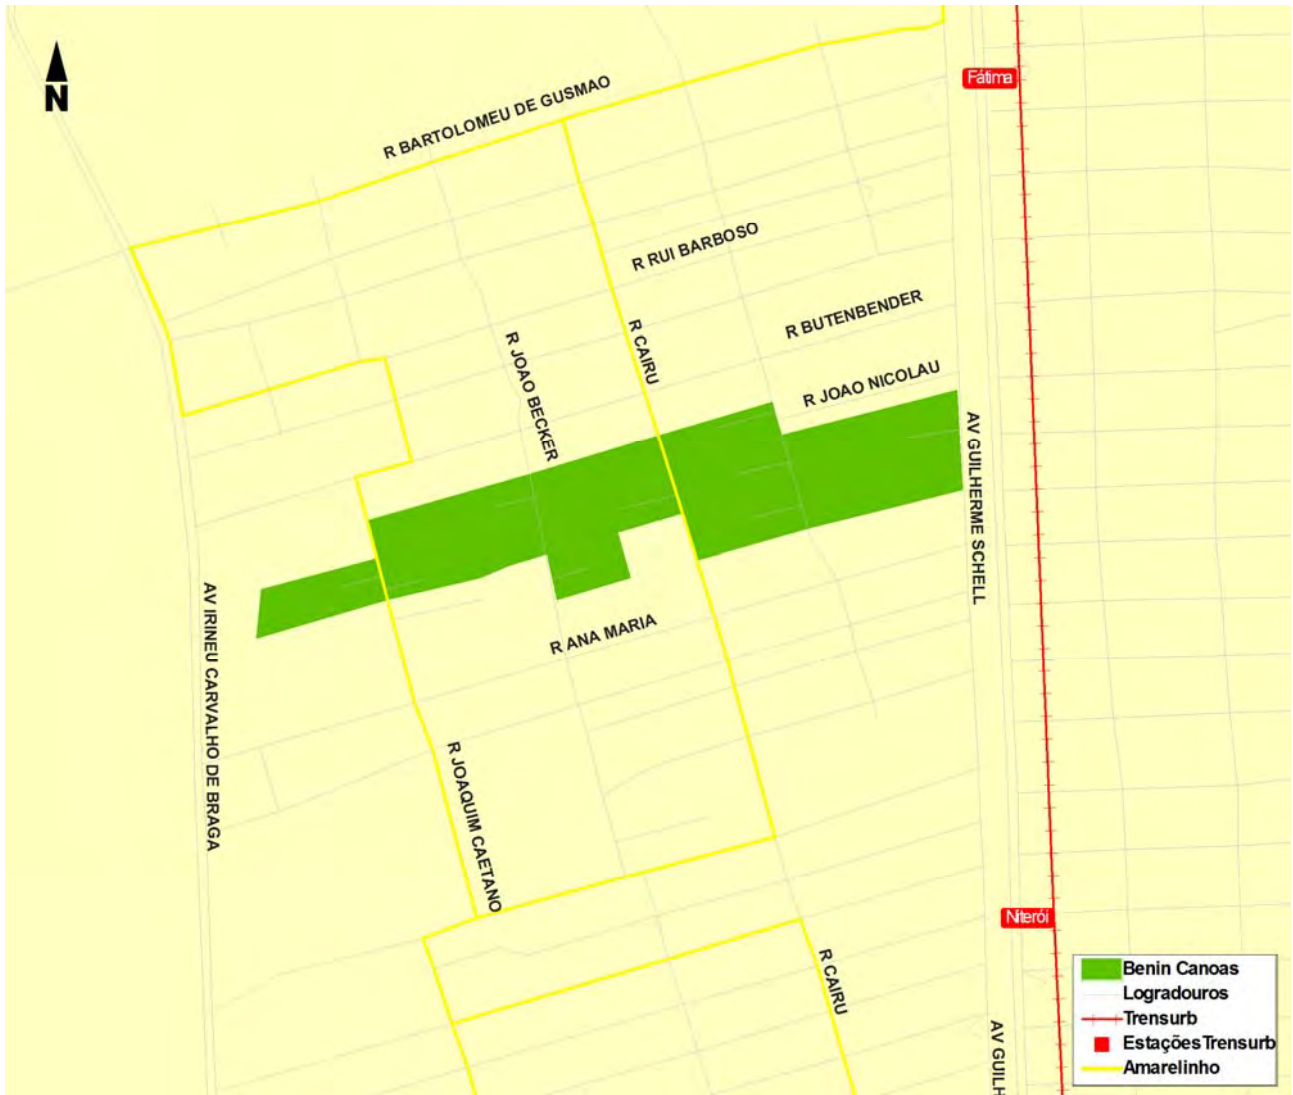 Fátima
N
R BARTOLOMEU DE GUSMAO
R RUI BARBOSO
R BUTENBENDER
R CAIRU
R JOAO BECKER
R JOAO NICOLAU
AV GUILHERME SCHELL
AV IRINEU CARVALHO DE BRAGA
R ANA MARIA
R JOAQUIM CAETANO
Niterói
R CAIRU
AV GUILH
Benin Canoas
Logradouros
Trensurb
Estações Trensurb
Amarelinho